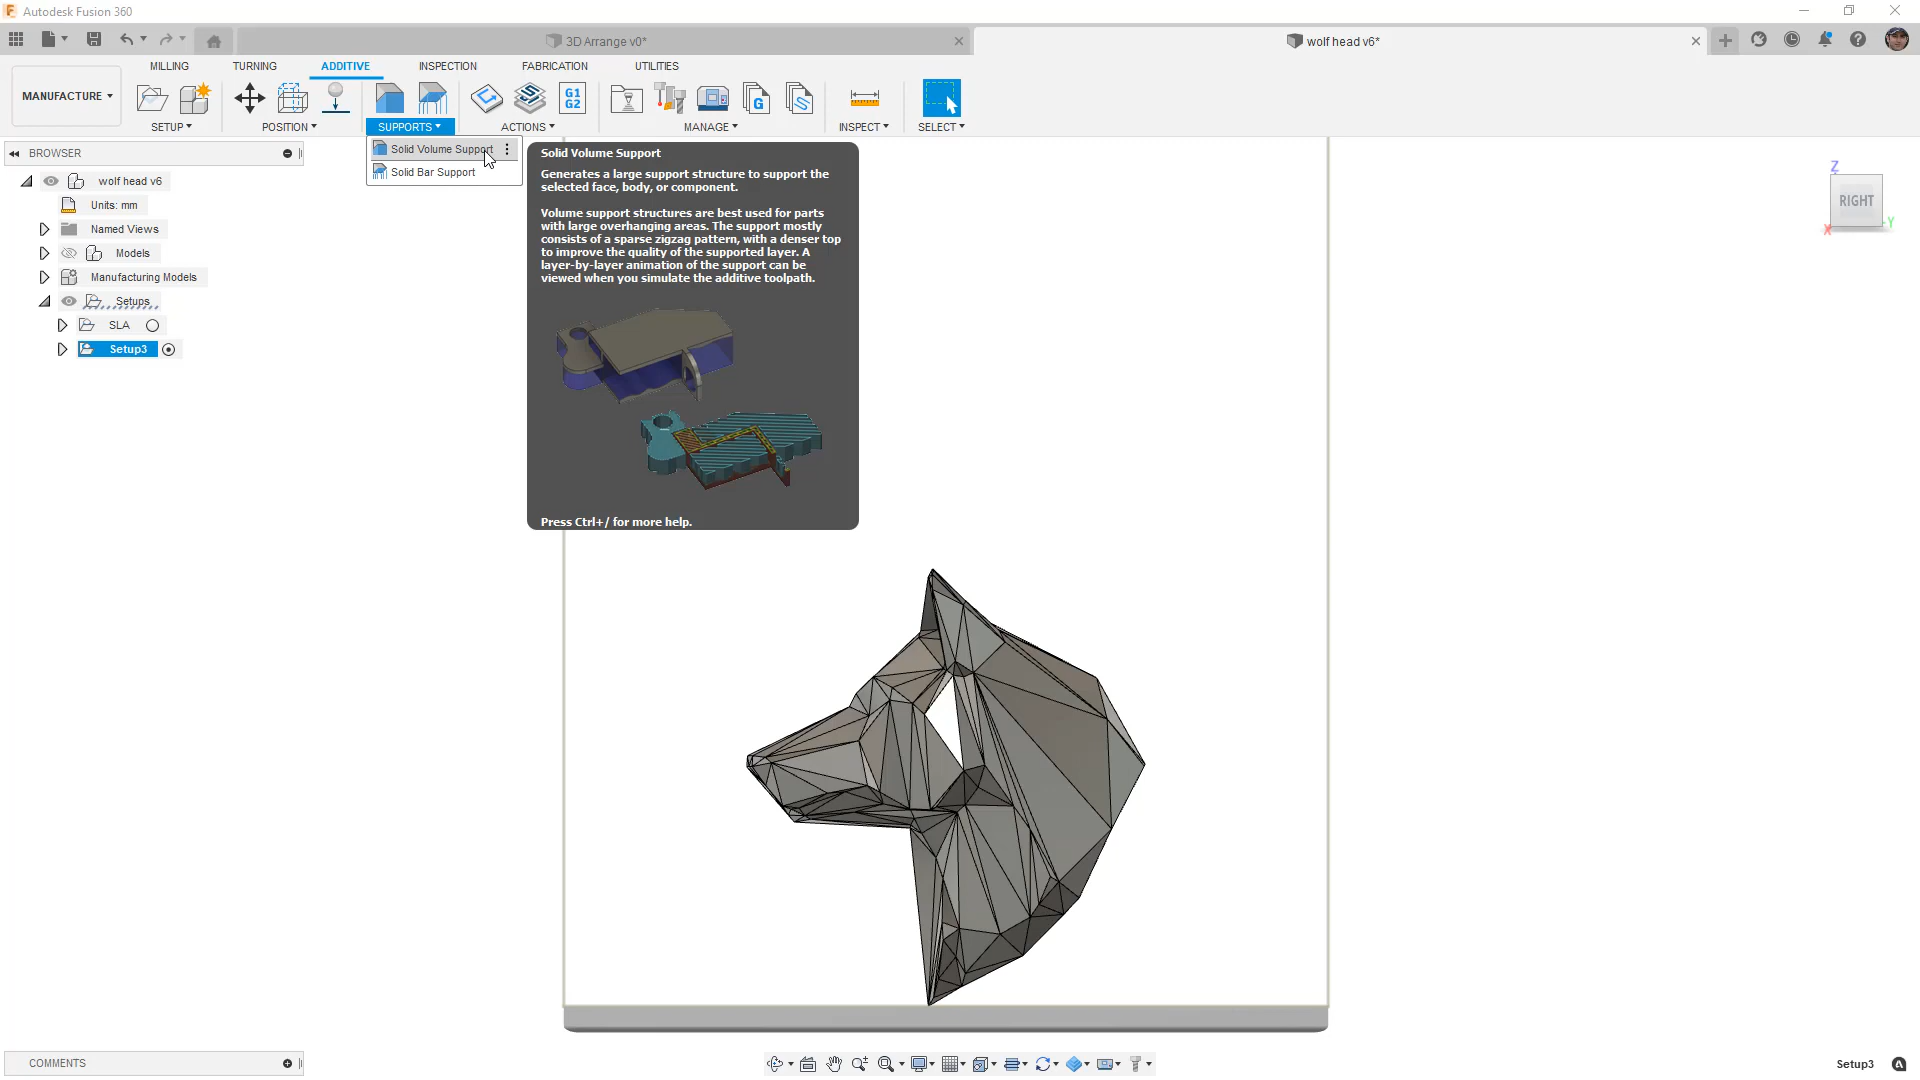 Autodesk Fusion 360
3D Arrange v0*
wolf head v6*
MILLING
TURNING
ADDITIVE
INSPECTION
FABRICATION
UTILITIES
MANUFACTURE
G1
G2
G
S
SETUP
POSITION
SUPPORTS
ACTIONS
MANAGE
INSPECT
SELECT
BROWSER
wolf head v6
Units: mm
Named Views
Models
Manufacturing Models
Setups
SLA
Setup3
Solid Volume Support
Solid Bar Support
Solid Volume Support
Generates a large support structure to support the
selected face, body, or component.
Volume support structures are best used for parts
with large overhanging areas. The support mostly
consists of a sparse zigzag pattern, with a denser top
to improve the quality of the supported layer. A
layer-by-layer animation of the support can be
viewed when you simulate the additive toolpath.
Press Ctrl+/ for more help.
Z
RIGHT
X
Y
COMMENTS
Setup3